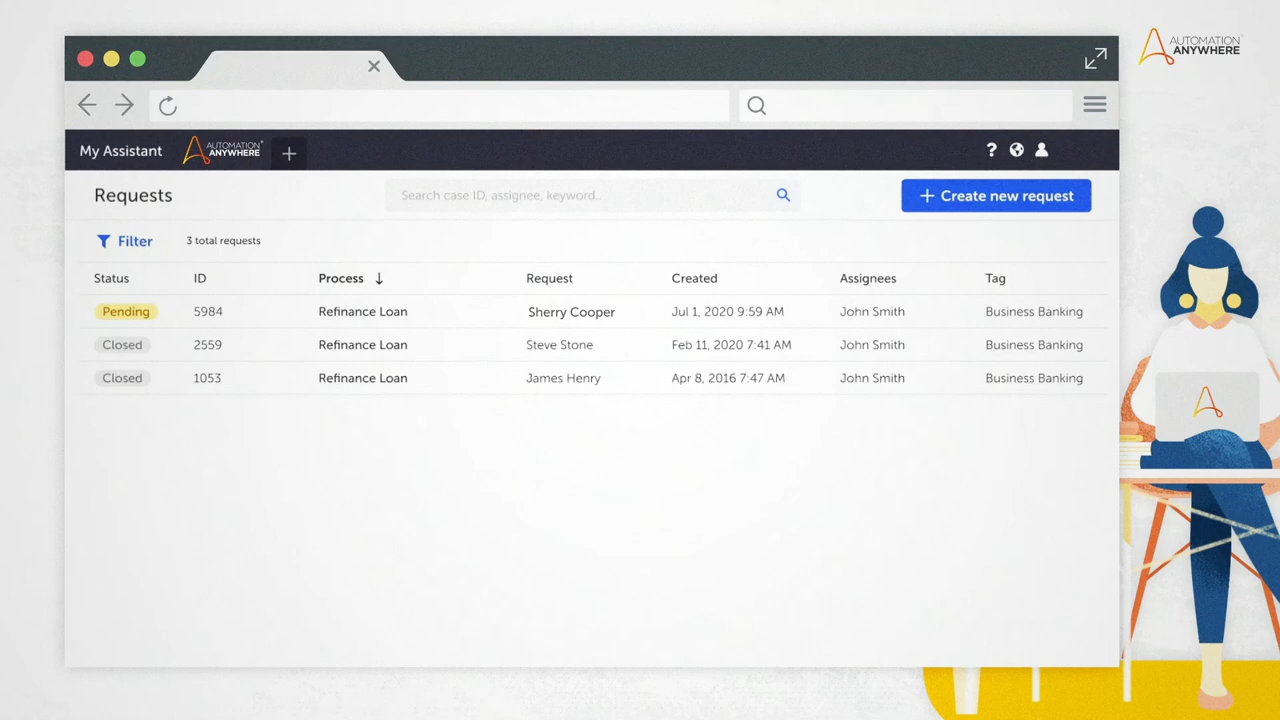 AUTOMATION
ANYWHERE
My Assistant AUTOMATION ANYWHERE + ?
Requests Search case ID, assignee, keyword... + Create new request
Filter 3 total requests
Status ID Process ↓ Request Created Assignees Tag
Pending 5984 Refinance Loan Sherry Cooper Jul 1, 2020 9:59 AM John Smith Business Banking
Closed 2559 Refinance Loan Steve Stone Feb 11, 2020 7:41 AM John Smith Business Banking
Closed 1053 Refinance Loan James Henry Apr 8, 2016 7:47 AM John Smith Business Banking